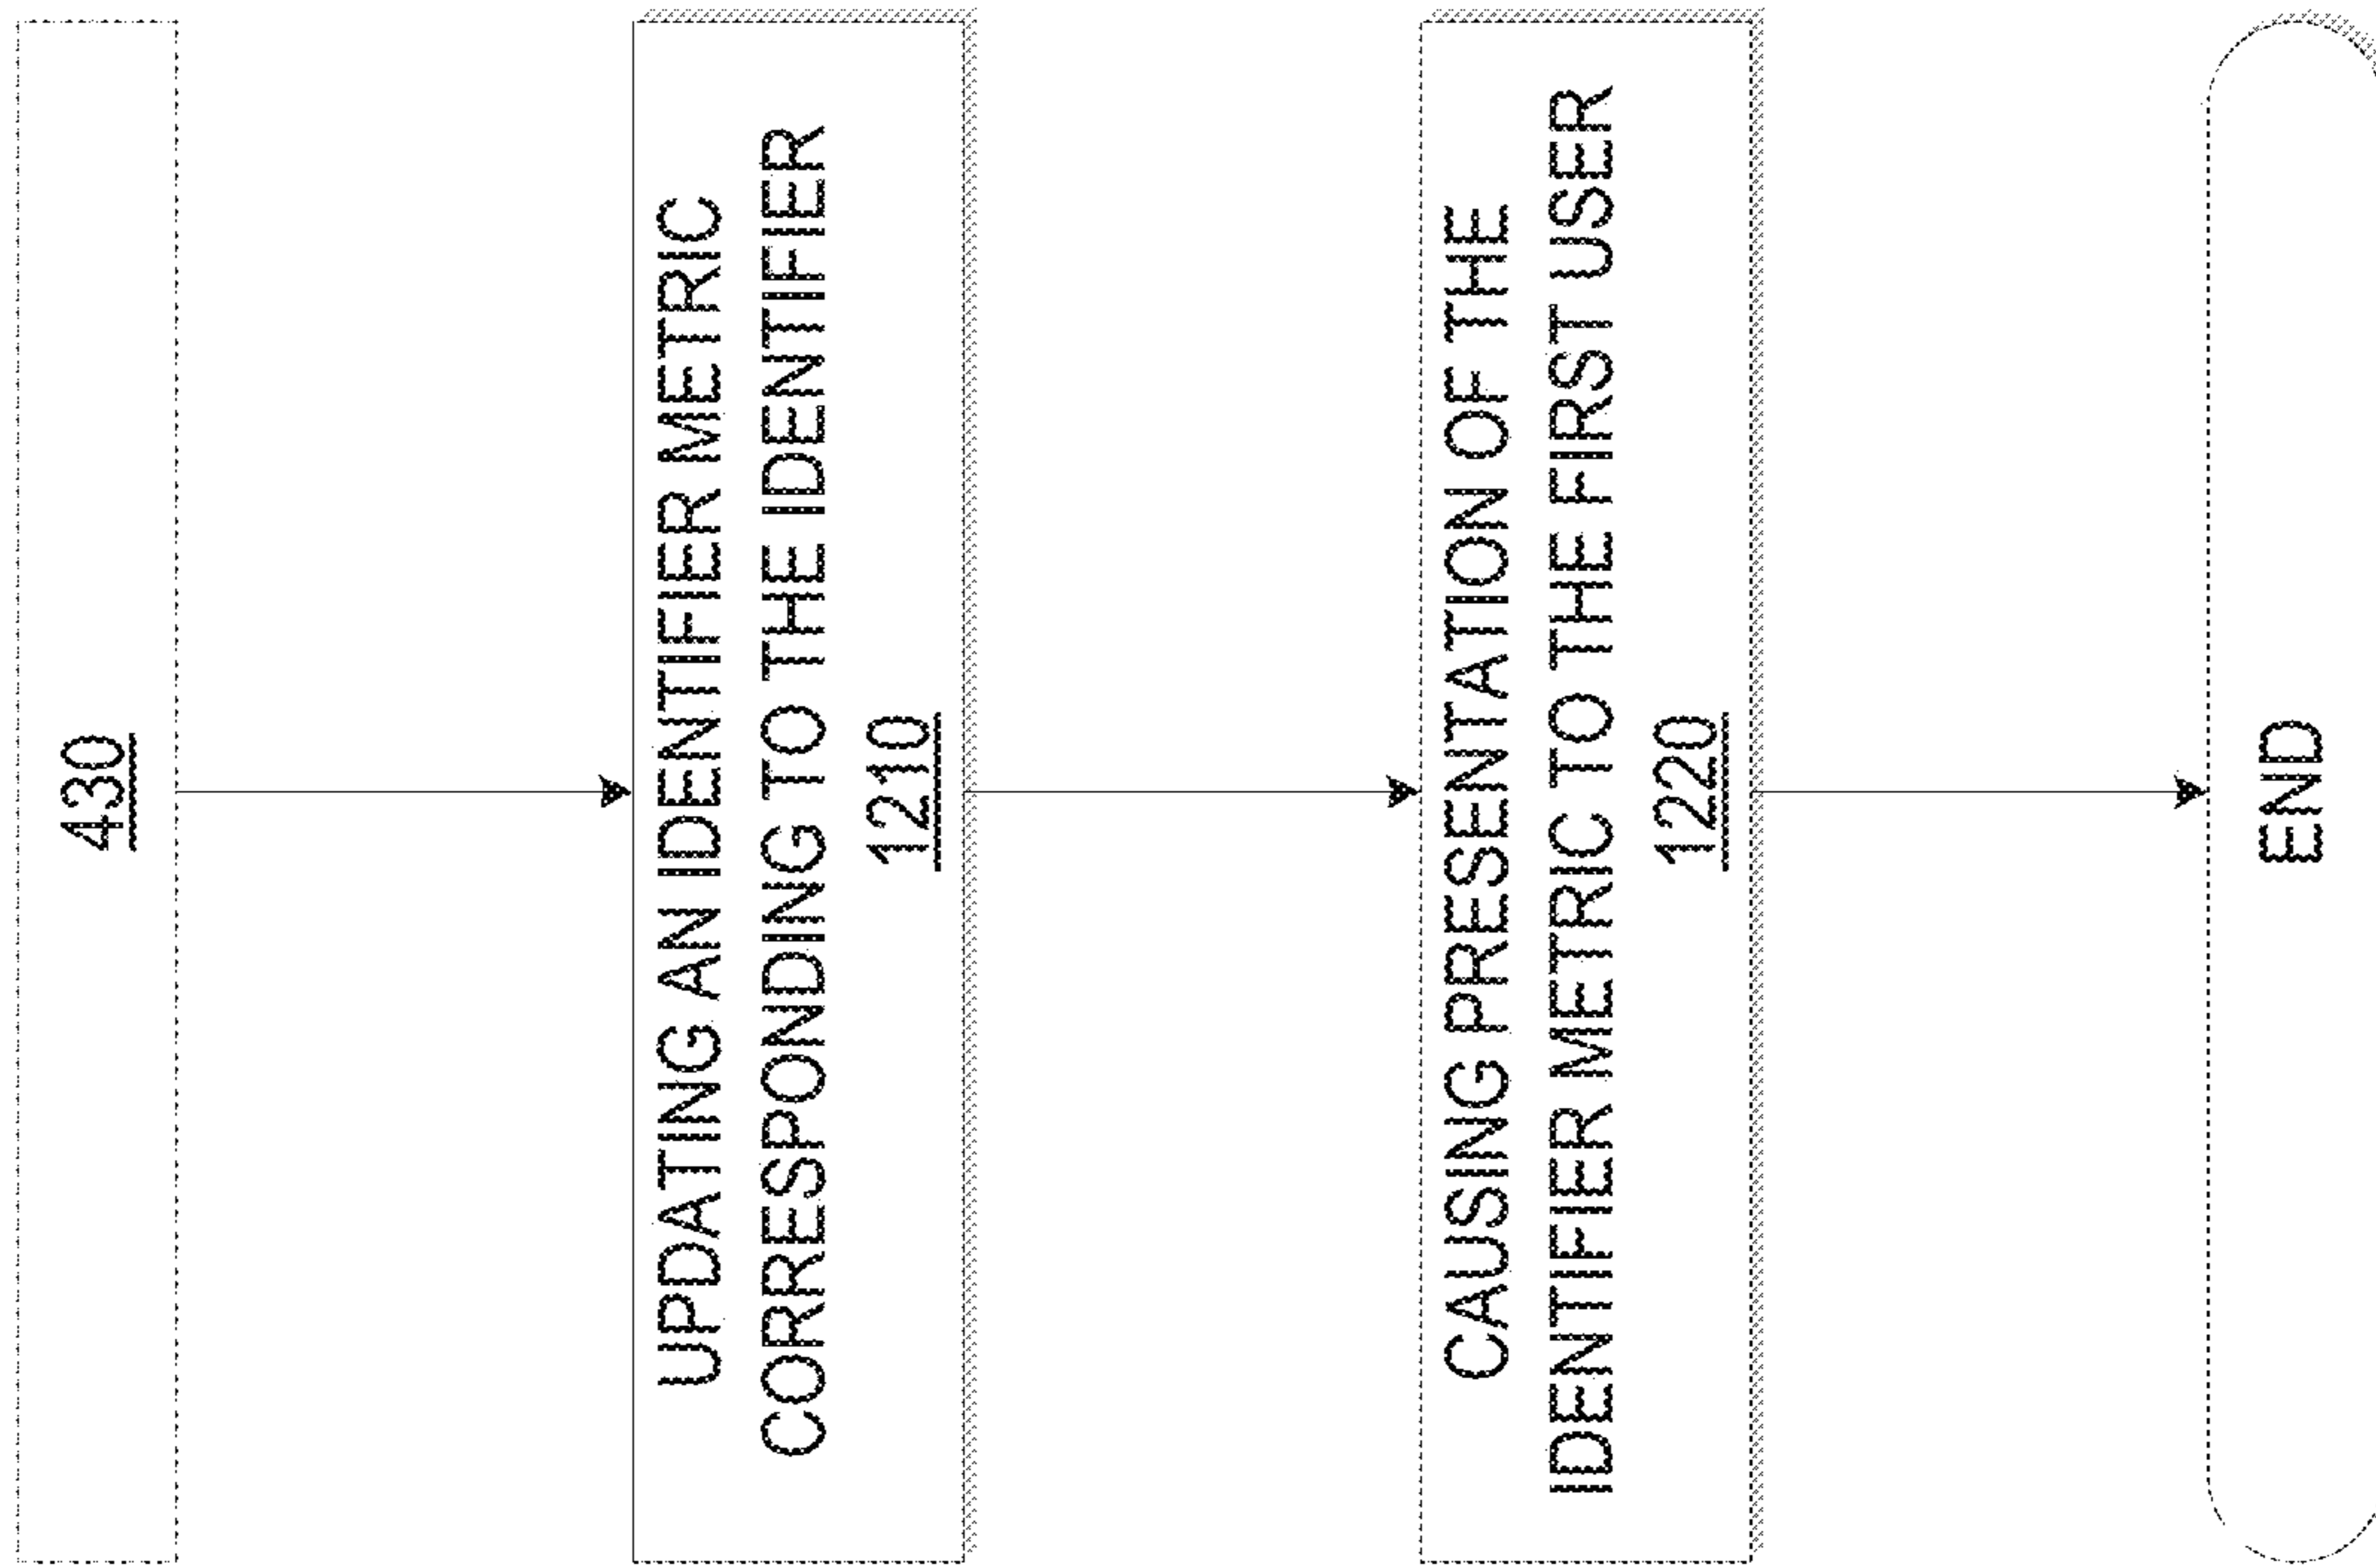 430
UPDATING AN IDENTIFIER METRIC
CORRESPONDING TO THE IDENTIFIER
1210
CAUSING PRESENTATION OF THE
IDENTIFIER METRIC TO THE FIRST USER
1220
END